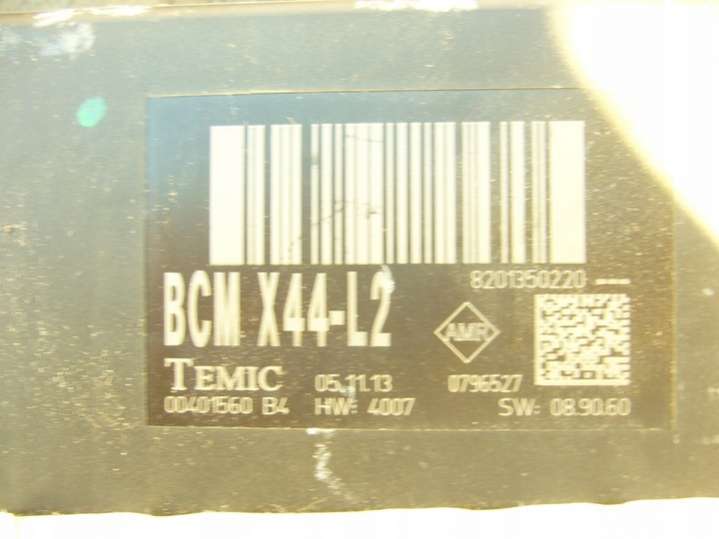 8201350220 ---
BCM X44-L2
AMR
TEMIC 05.11.13 0796527
00401560 B4 HW: 4007 SW: 08.90.60